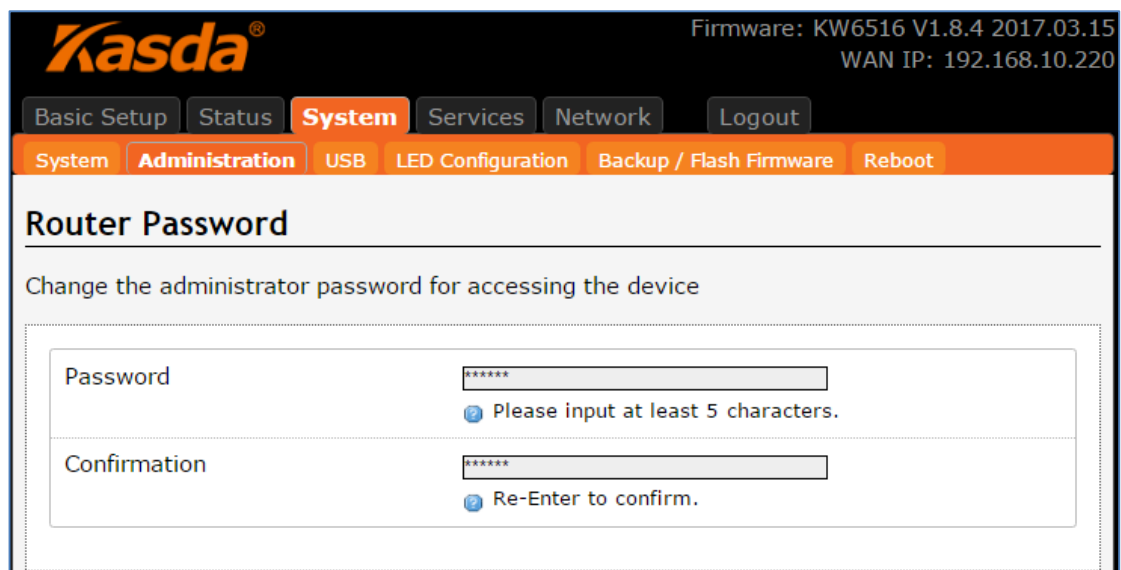 Kasda®
Firmware: KW6516 V1.8.4 2017.03.15
WAN IP: 192.168.10.220
Basic Setup Status System Services Network Logout
System Administration USB LED Configuration Backup / Flash Firmware Reboot
Router Password
Change the administrator password for accessing the device
Password ******
Please input at least 5 characters.
Confirmation ******
Re-Enter to confirm.